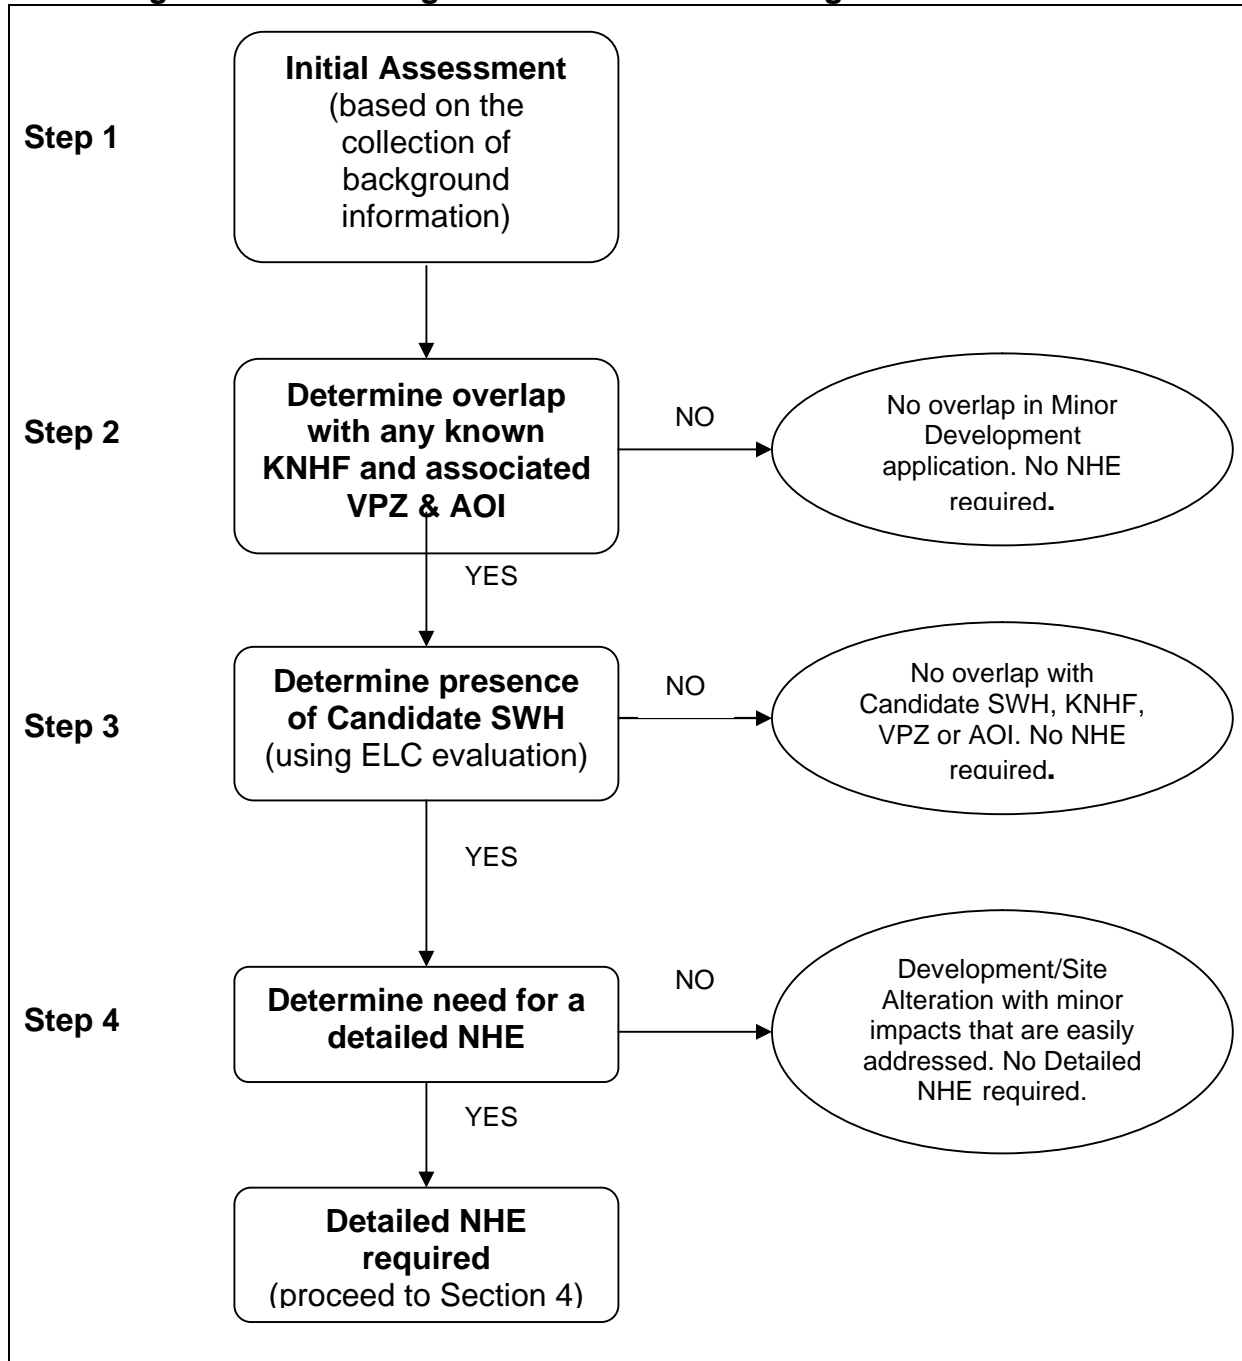 Step 1
Initial Assessment
(based on the
collection of
background
information)
Step 2
Determine overlap
with any known
KNHF and associated
VPZ & AOI
NO
No overlap in Minor
Development
application. No NHE
required.
YES
Step 3
Determine presence
of Candidate SWH
(using ELC evaluation)
NO
No overlap with
Candidate SWH, KNHF,
VPZ or AOI. No NHE
required.
YES
Step 4
Determine need for a
detailed NHE
NO
Development/Site
Alteration with minor
impacts that are easily
addressed. No Detailed
NHE required.
YES
Detailed NHE
required
(proceed to Section 4)